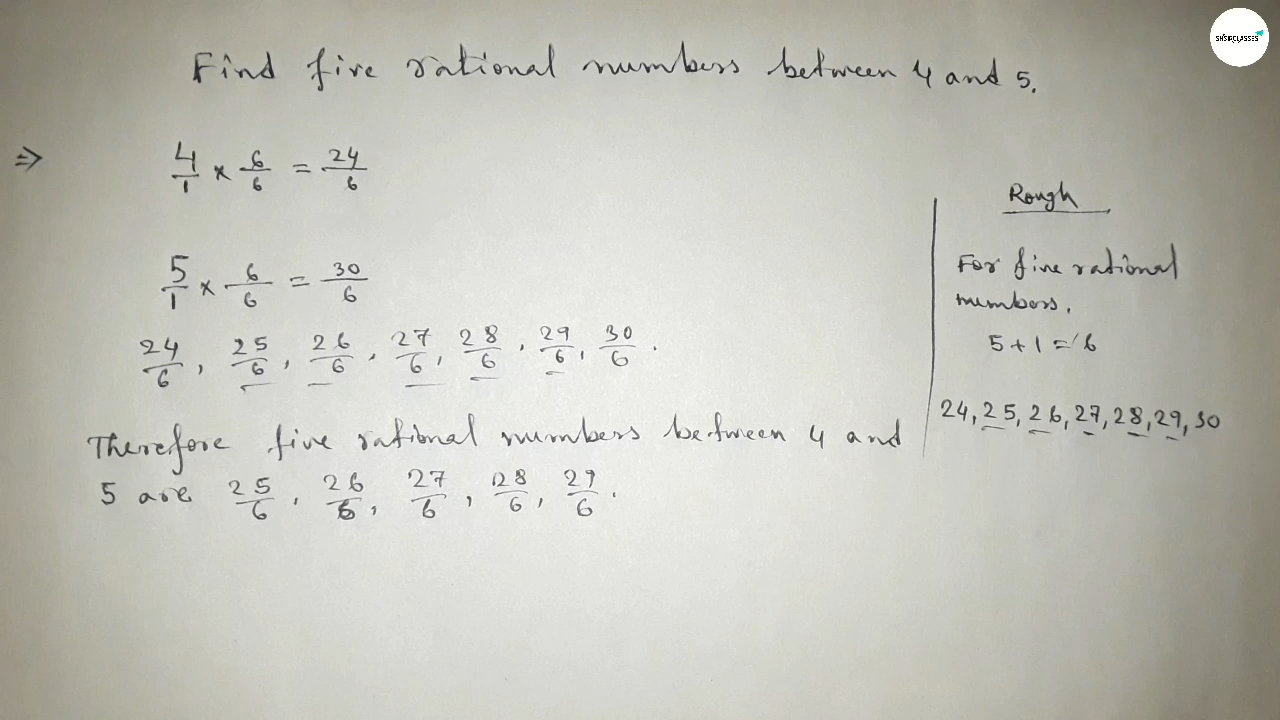 SHSIRCLASSES
Find five rational numbers between 4 and 5.
⇒ 4/1 × 6/6 = 24/6
5/1 × 6/6 = 30/6
24/6, 25/6, 26/6, 27/6, 28/6, 29/6, 30/6.
Therefore five rational numbers between 4 and
5 are 25/6, 26/6, 27/6, 28/6, 29/6.
Rough
For five rational
numbers,
5+1=6
24, 25, 26, 27, 28, 29, 30